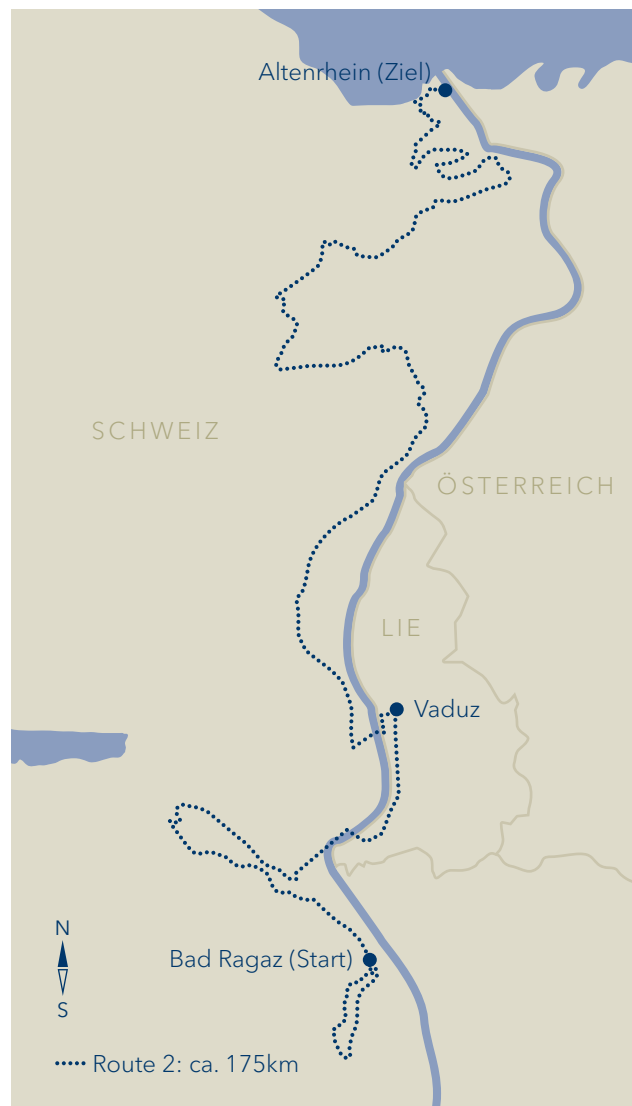 Altenrhein (Ziel)
SCHWEIZ
ÖSTERREICH
LIE
Vaduz
N
Bad Ragaz (Start)
S
Route 2: ca. 175km